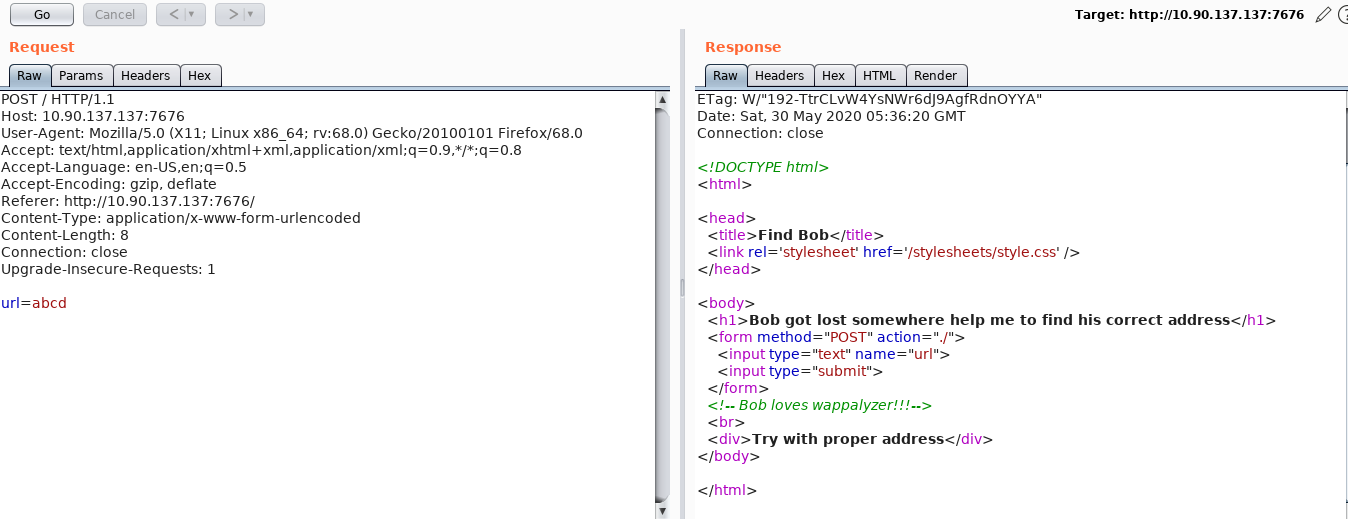 Go Cancel < > Target: http://10.90.137.137:7676 ?
Request
Raw Params Headers Hex
POST / HTTP/1.1
Host: 10.90.137.137:7676
User-Agent: Mozilla/5.0 (X11; Linux x86_64; rv:68.0) Gecko/20100101 Firefox/68.0
Accept: text/html,application/xhtml+xml,application/xml;q=0.9,*/*;q=0.8
Accept-Language: en-US,en;q=0.5
Accept-Encoding: gzip, deflate
Referer: http://10.90.137.137:7676/
Content-Type: application/x-www-form-urlencoded
Content-Length: 8
Connection: close
Upgrade-Insecure-Requests: 1
url=abcd
Response
Raw Headers Hex HTML Render
ETag: W/"192-TtrCLvW4YsNWr6dJ9AgfRdnOYYA"
Date: Sat, 30 May 2020 05:36:20 GMT
Connection: close
<!DOCTYPE html>
<html>
<head>
<title>Find Bob</title>
<link rel='stylesheet' href='/stylesheets/style.css' />
</head>
<body>
<h1>Bob got lost somewhere help me to find his correct address</h1>
<form method="POST" action="./">
<input type="text" name="url">
<input type="submit">
</form>
<!-- Bob loves wappalyzer!!!-->
<br>
<div>Try with proper address</div>
</body>
</html>